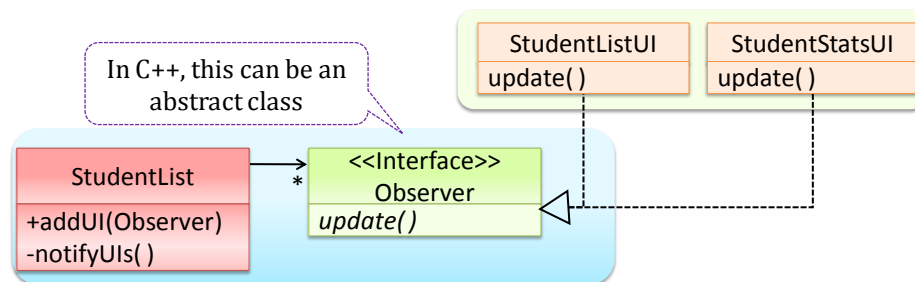 StudentListUI
update( )
StudentStatsUI
update( )
In C++, this can be an
abstract class
StudentList
+addUI(Observer)
-notifyUIs( )
*
<<Interface>>
Observer
update( )